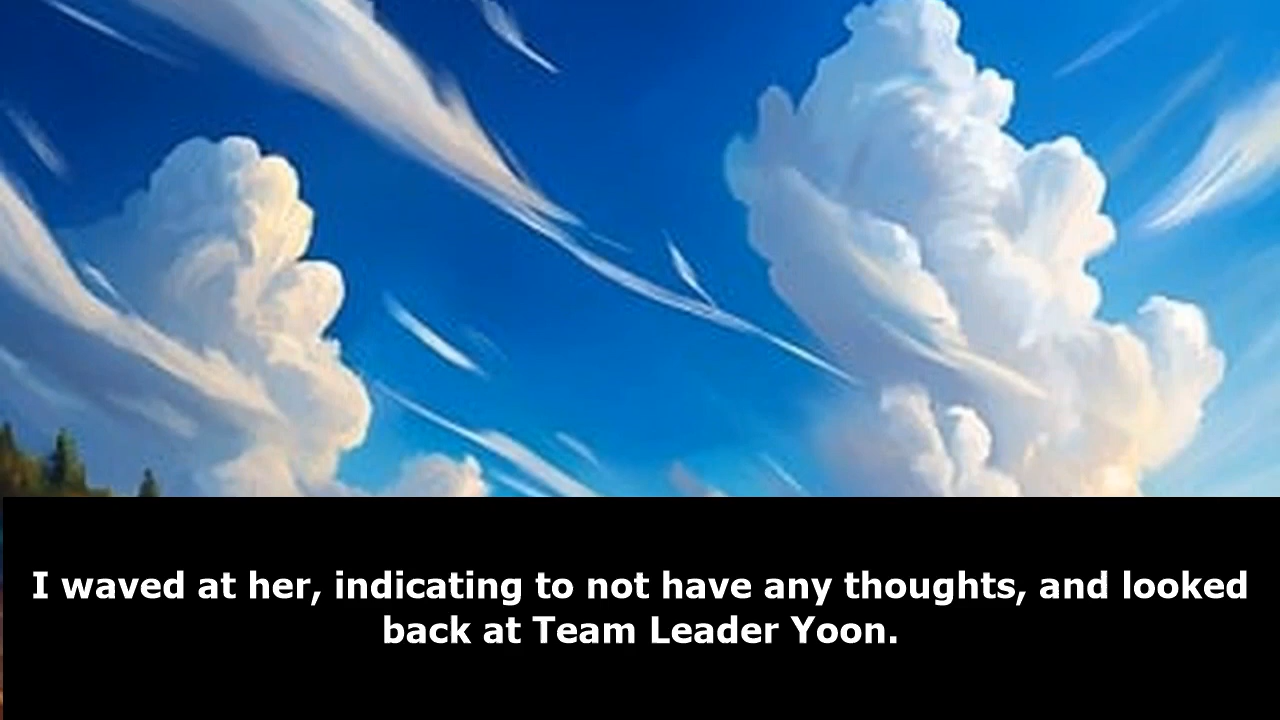 I waved at her, indicating to not have any thoughts, and looked
back at Team Leader Yoon.